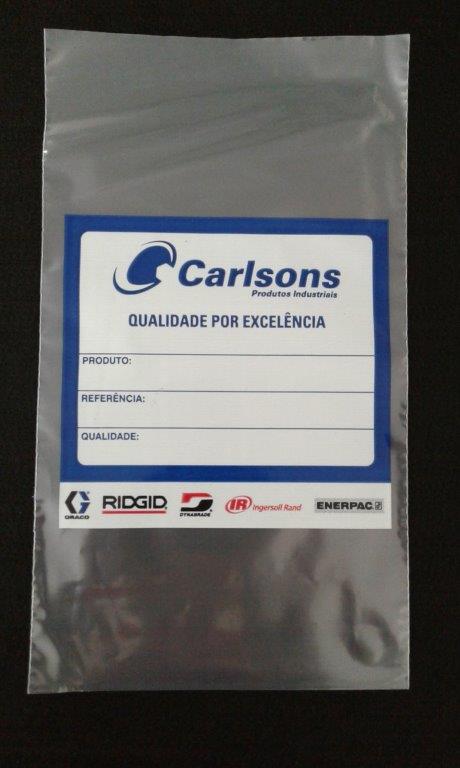 Carlsons
Produtos Industriais
QUALIDADE POR EXCELÊNCIA
PRODUTO:
REFERÊNCIA:
QUALIDADE:
GRACO RIDGID DYNABRADE IR Ingersoll Rand ENERPAC